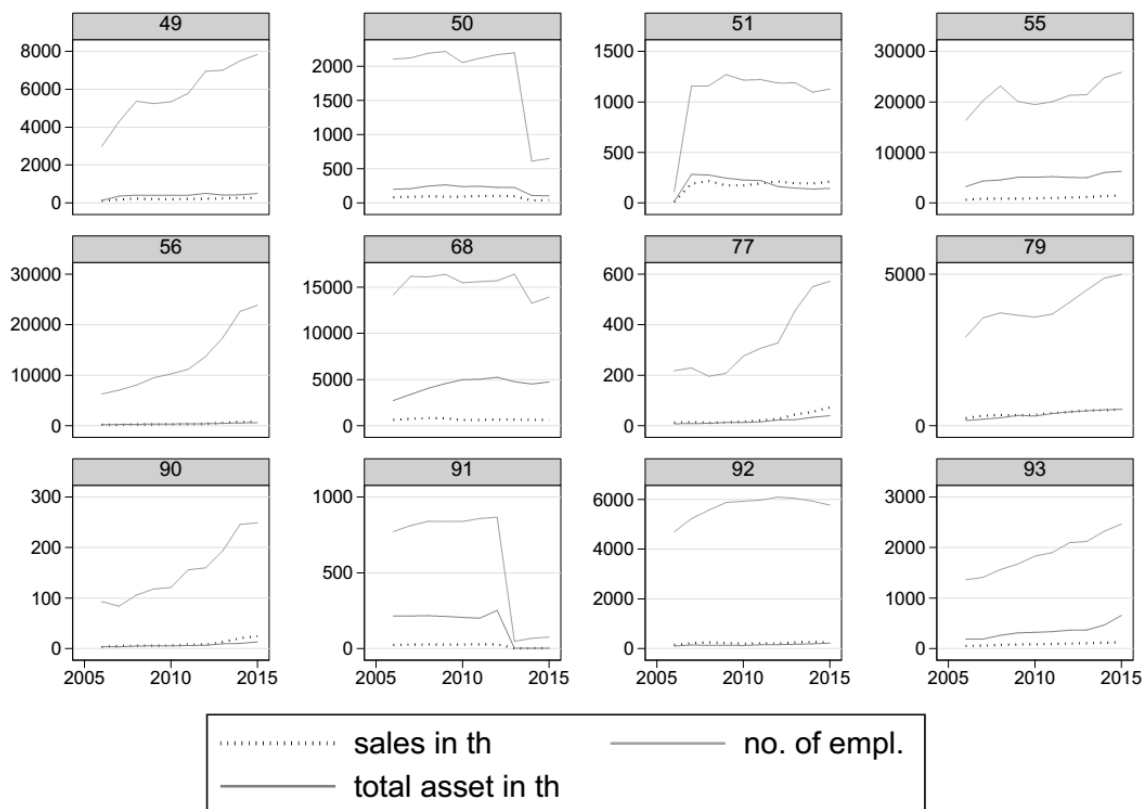 49 50 51 55
8000 6000 4000 2000 0
2000 1500 1000 500 0
1500 1000 500 0
30000 20000 10000 0
56 68 77 79
30000 20000 10000 0
15000 10000 5000 0
600 400 200 0
5000 0
90 91 92 93
300 200 100 0
1000 500 0
6000 4000 2000 0
3000 2000 1000 0
2005 2010 2015 2005 2010 2015 2005 2010 2015 2005 2010 2015
sales in th no. of empl.
total asset in th